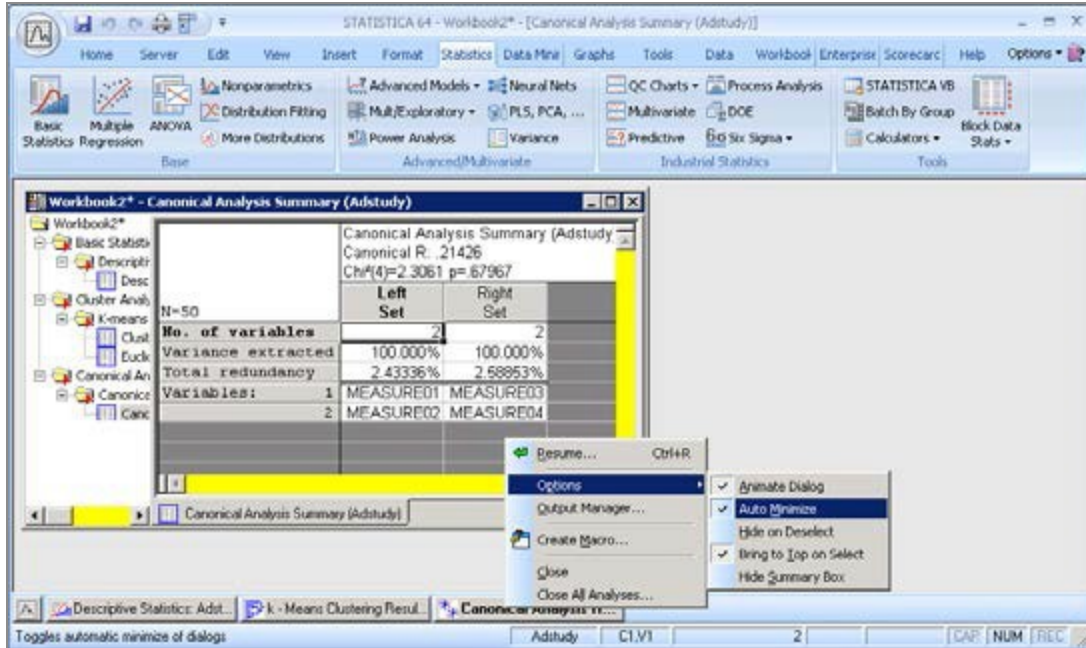 STATISTICA 64 - Workbook2* - [Canonical Analysis Summary (Adstudy)]
Home Server Edit View Insert Format Statistics Data Mine Graphs Tools Data Workbook Enterprise Scorecard Help Options
Basic Statistics
Multiple Regression
ANOVA
Nonparametrics
Distribution Fitting
More Distributions
Base
Advanced Models
Mult/Exploratory
Power Analysis
Neural Nets
PLS, PCA, ...
Variance
Advanced/Multivariate
QC Charts
Multivariate
Predictive
Process Analysis
DOE
Six Sigma
Industrial Statistics
STATISTICA VB
Batch By Group
Calculators
Block Data Stats
Tools
Workbook2* - Canonical Analysis Summary (Adstudy)
Workbook2*
Basic Statisti
Descripti
Desc
Cluster Analy
K-means
Clust
Eucli
Canonical An
Canonica
Cano
Canonical Analysis Summary (Adstudy
Canonical R: .21426
Chi²(4)=2.3061 p=.67967
N=50
Left Set
Right Set
No. of variables 2 2
Variance extracted 100.000% 100.000%
Total redundancy 2.43336% 2.58853%
Variables: 1 MEASURE01 MEASURE03
2 MEASURE02 MEASURE04
Canonical Analysis Summary (Adstudy)
Resume... Ctrl+R
Options
Output Manager...
Create Macro...
Close
Close All Analyses...
Animate Dialog
Auto Minimize
Hide on Deselect
Bring to Top on Select
Hide Summary Box
Descriptive Statistics: Adst...
k - Means Clustering Resul...
Canonical Analysis
Toggles automatic minimize of dialogs
Adstudy
C1,V1
2
CAP NUM REC